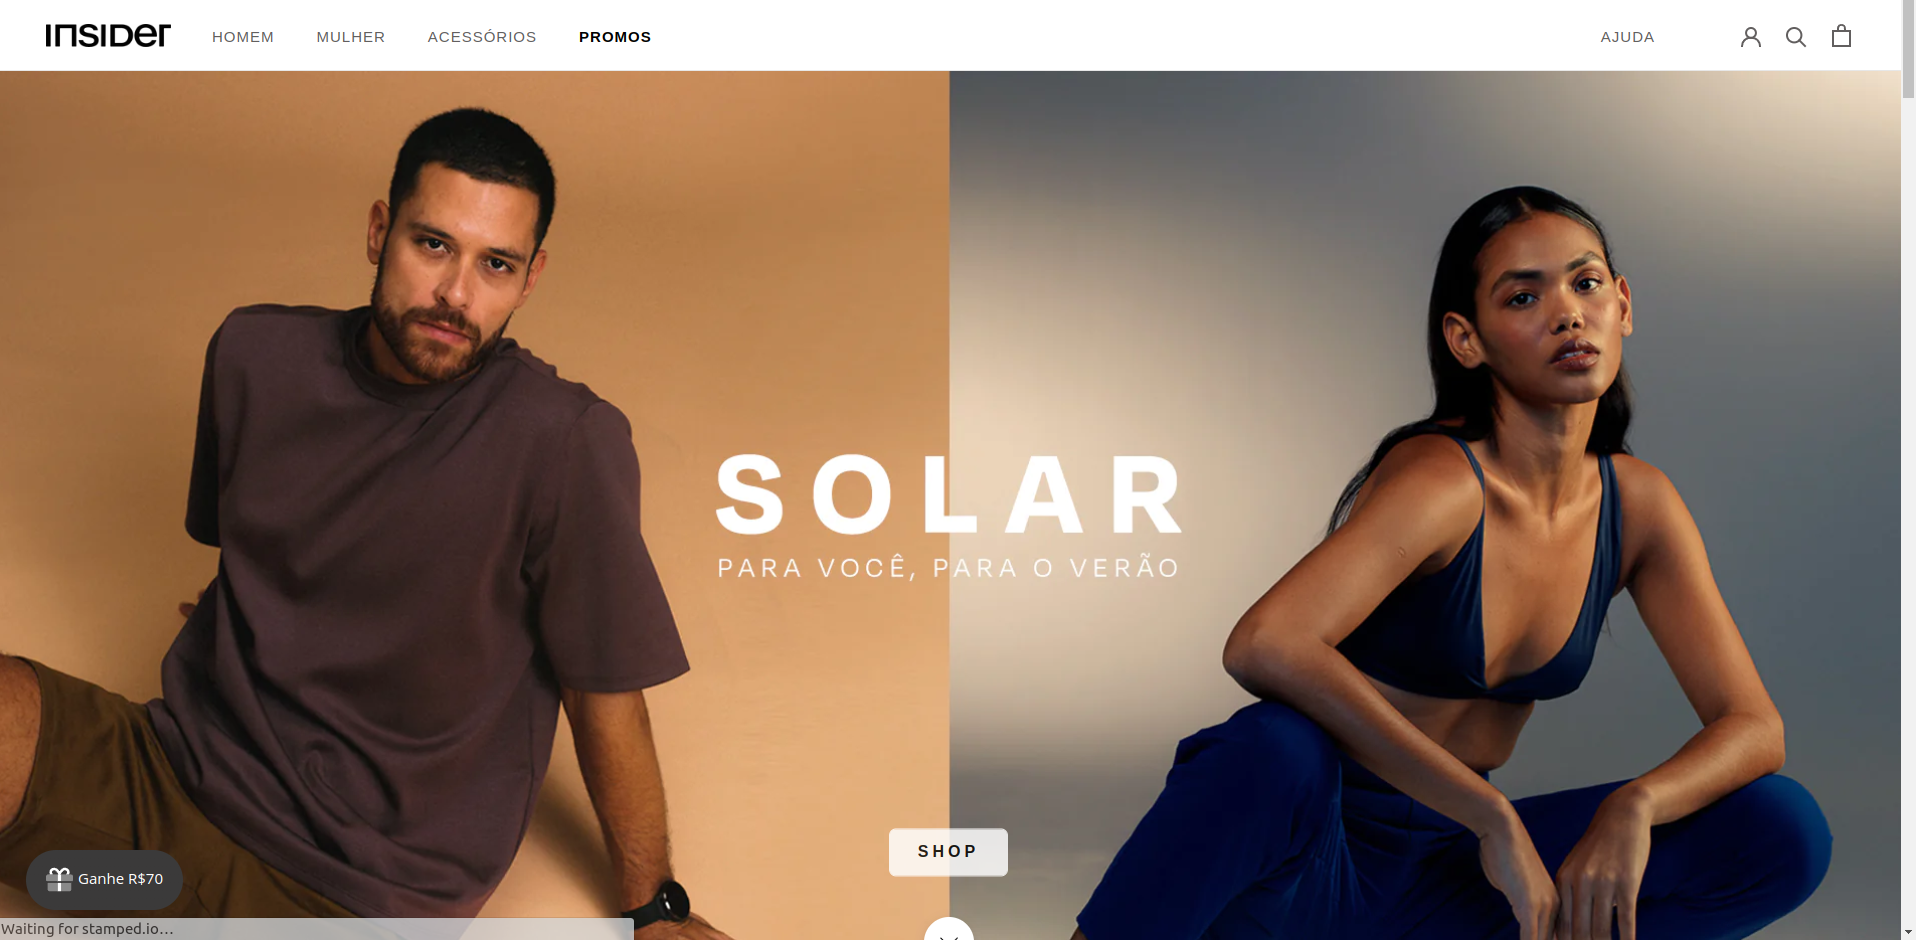 INSIDER
HOMEM MULHER ACESSÓRIOS PROMOS AJUDA
SOLAR
PARA VOCÊ, PARA O VERÃO
SHOP
Ganhe R$70
Waiting for stamped.io...